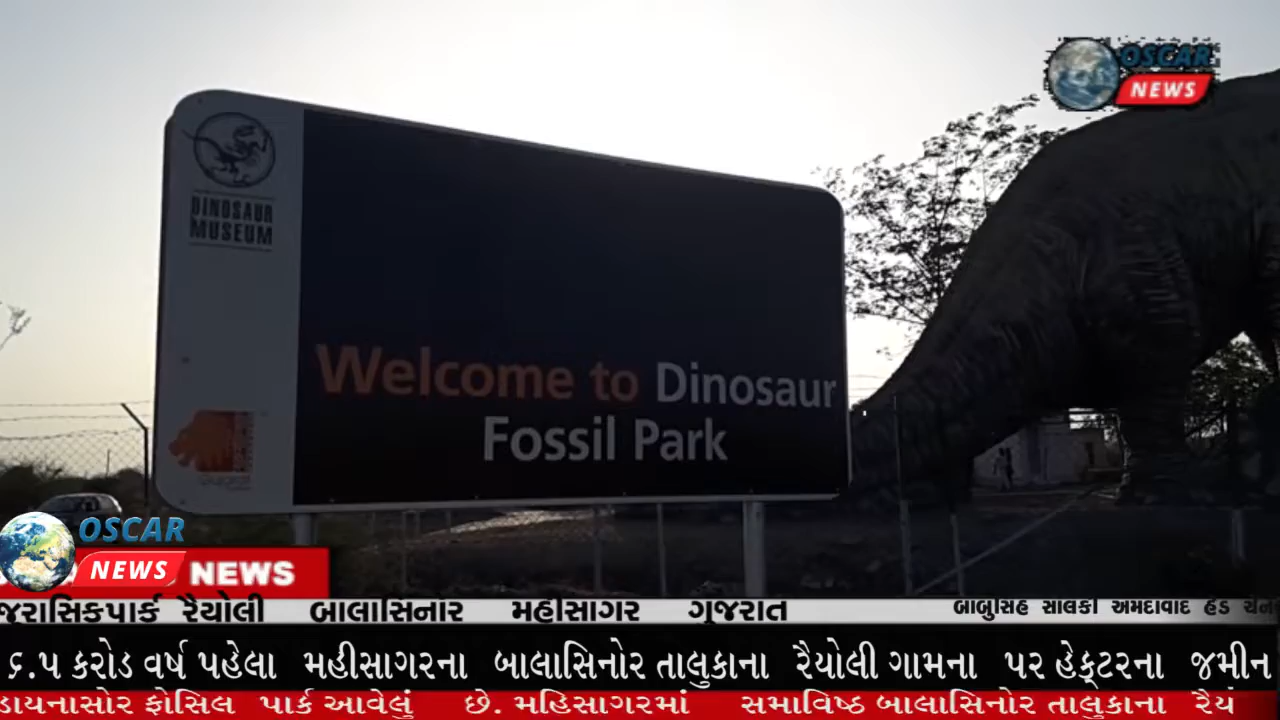 OSCAR
NEWS
DINOSAUR
MUSEUM
Welcome to Dinosaur
Fossil Park
OSCAR
NEWS NEWS
જરાસિકપાર્ક રૈયોલી બાલાસિનોર મહીસાગર ગુજરાત
અમદાવાદ હેડ
૬.૫ કરોડ વર્ષ પહેલા મહીસાગરના બાલાસિનોર તાલુકાના રૈયોલી ગામના ૫ર હેક્ટરના જમીન
ડાયનાસોર ફોસિલ પાર્ક આવેલું છે. મહિસાગરમાં સમાવિષ્ઠ બાલાસિનોર તાલુકાના રૈયં